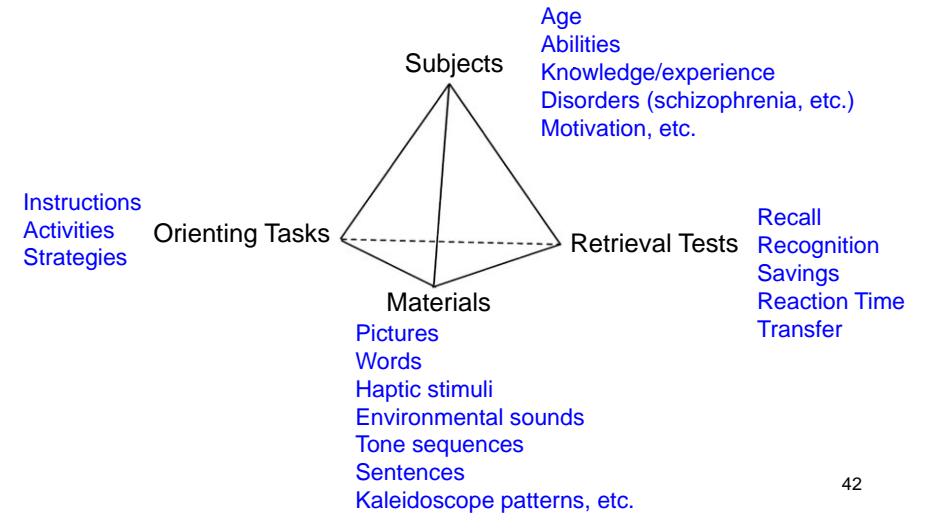 Subjects
Age
Abilities
Knowledge/experience
Disorders (schizophrenia, etc.)
Motivation, etc.
Instructions
Activities
Strategies
Orienting Tasks
Retrieval Tests
Recall
Recognition
Savings
Reaction Time
Transfer
Materials
Pictures
Words
Haptic stimuli
Environmental sounds
Tone sequences
Sentences
Kaleidoscope patterns, etc.
42